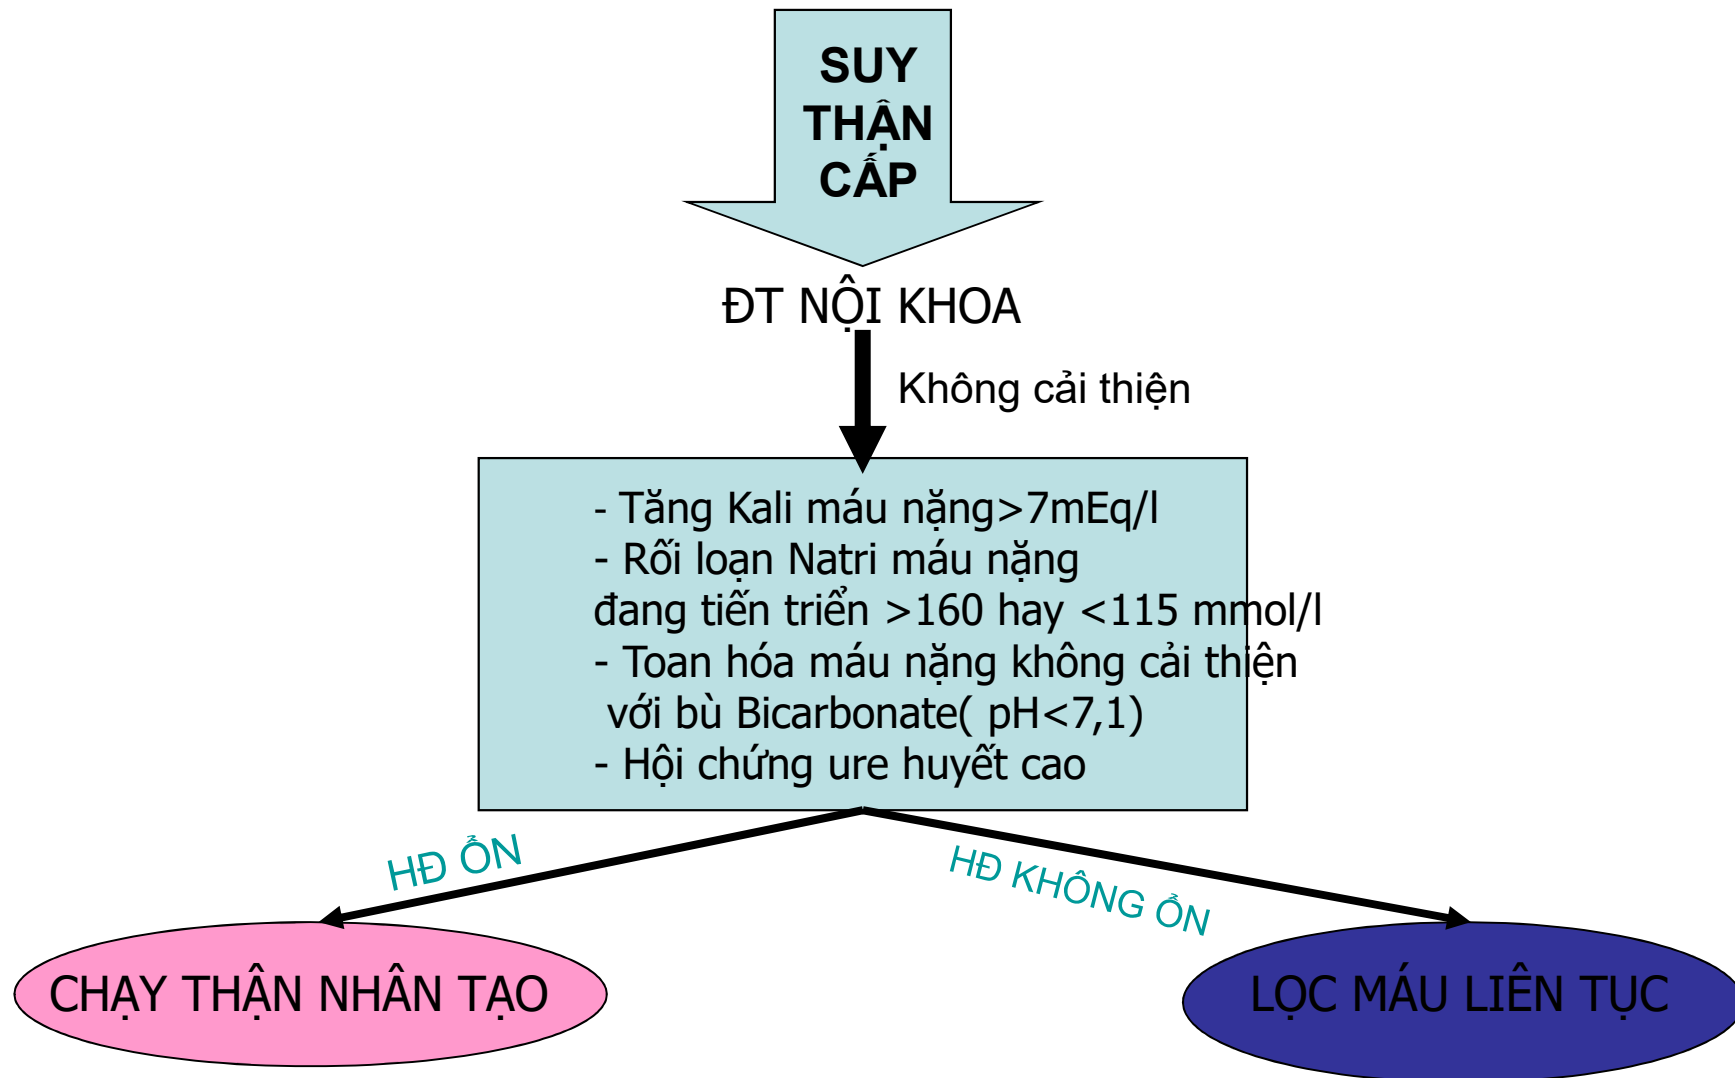 SUY
THẬN
CẤP
ĐT NỘI KHOA
Không cải thiện
- Tăng Kali máu nặng>7mEq/l
- Rối loạn Natri máu nặng
đang tiến triển >160 hay <115 mmol/l
- Toan hóa máu nặng không cải thiện
với bù Bicarbonate( pH<7,1)
- Hội chứng ure huyết cao
HĐ ỔN
HĐ KHÔNG ỔN
CHẠY THẬN NHÂN TẠO
LỌC MÁU LIÊN TỤC